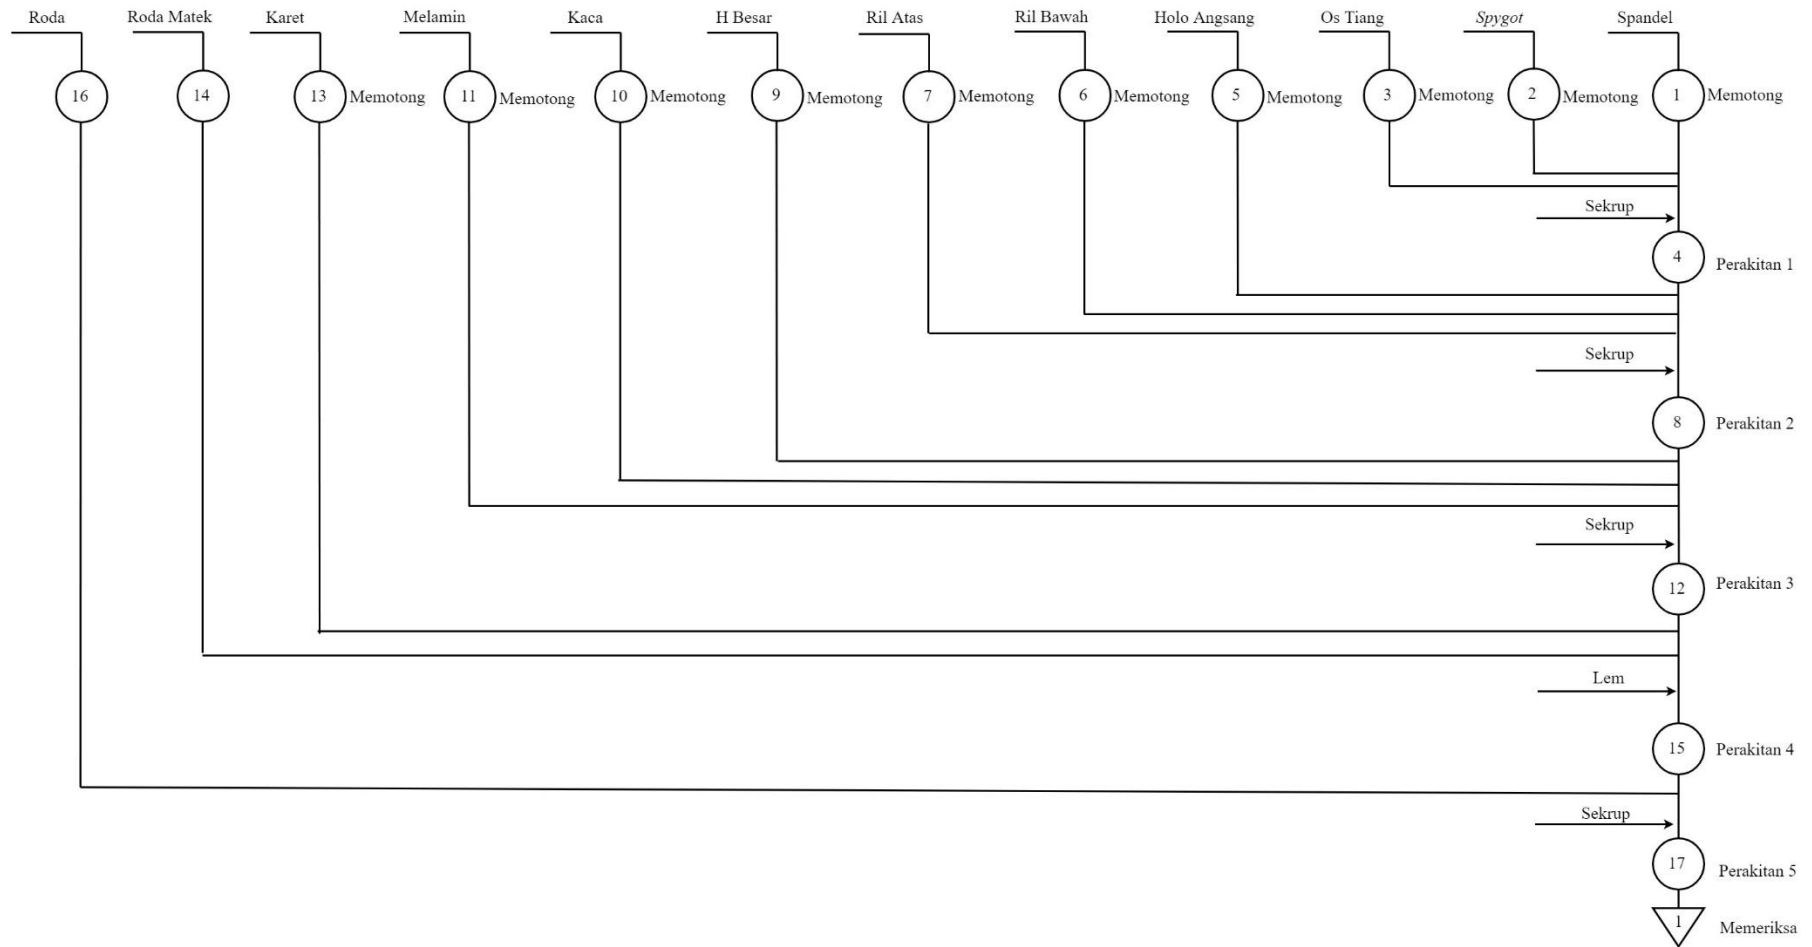 Roda
Roda Matek
Karet
Melamin
Kaca
H Besar
Ril Atas
Ril Bawah
Holo Angsang
Os Tiang
Spygot
Spandel
16
14
13 Memotong
11 Memotong
10 Memotong
9 Memotong
7 Memotong
6 Memotong
5 Memotong
3 Memotong
2 Memotong
1 Memotong
Sekrup
4 Perakitan 1
Sekrup
8 Perakitan 2
Sekrup
12 Perakitan 3
Lem
15 Perakitan 4
Sekrup
17 Perakitan 5
1 Memeriksa